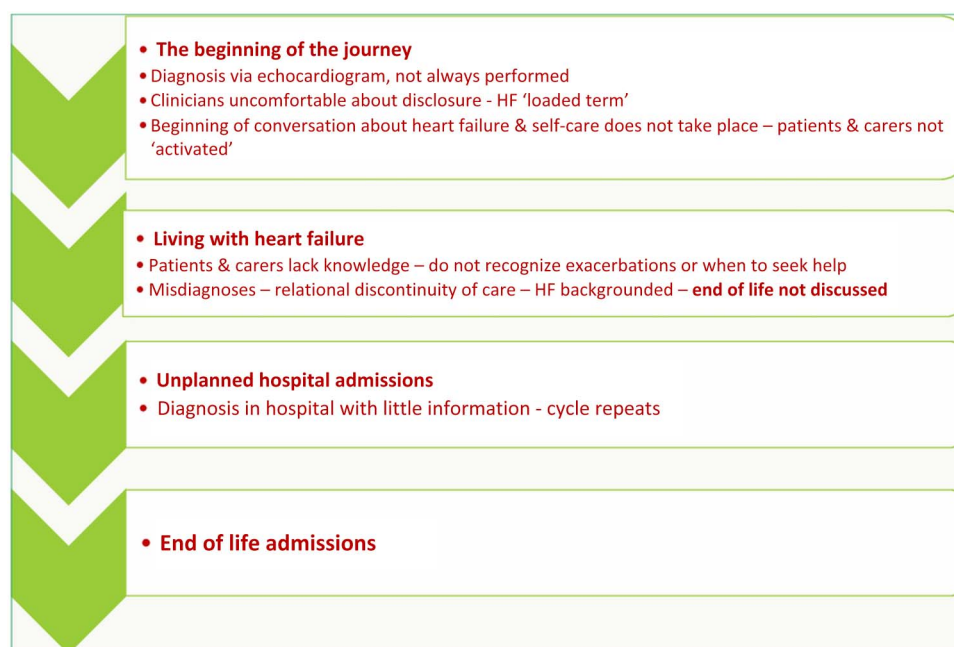 • The beginning of the journey
• Diagnosis via echocardiogram, not always performed
• Clinicians uncomfortable about disclosure - HF ‘loaded term’
• Beginning of conversation about heart failure & self-care does not take place – patients & carers not
‘activated’
• Living with heart failure
• Patients & carers lack knowledge – do not recognize exacerbations or when to seek help
• Misdiagnoses – relational discontinuity of care – HF backgrounded – end of life not discussed
• Unplanned hospital admissions
• Diagnosis in hospital with little information - cycle repeats
• End of life admissions